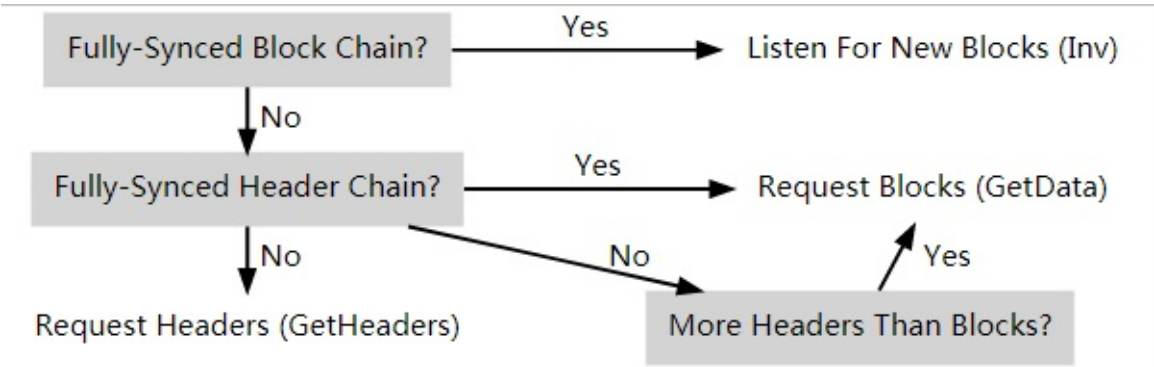 Fully-Synced Block Chain?
Yes
Listen For New Blocks (Inv)
No
Fully-Synced Header Chain?
Yes
Request Blocks (GetData)
No
No
Yes
Request Headers (GetHeaders)
More Headers Than Blocks?